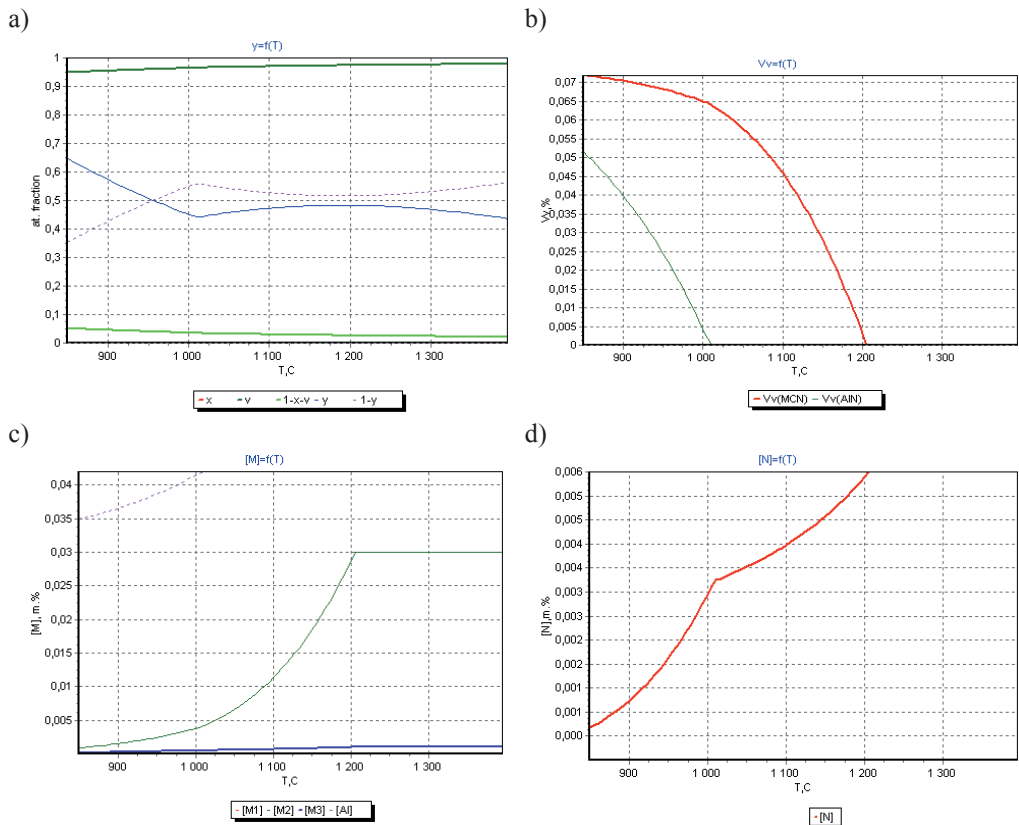 a)
y=f(T)
1
0,9
0,8
0,7
0,6
0,5
0,4
0,3
0,2
0,1
0
at. fraction
900
1 000
1 100
1 200
1 300
T,C
x
v
1-x-v
y
1-y
b)
Vv=f(T)
0,07
0,065
0,06
0,055
0,05
0,045
0,04
0,035
0,03
0,025
0,02
0,015
0,01
0,005
0
Vv,%
900
1 000
1 100
1 200
1 300
T,C
Vv(MCN)
Vv(AlN)
c)
[M]=f(T)
0,04
0,035
0,03
0,025
0,02
0,015
0,01
0,005
[M], m.%
900
1 000
1 100
1 200
1 300
T,C
[M1]
[M2]
[M3]
[Al]
d)
[N]=f(T)
0,006
0,005
0,005
0,004
0,004
0,003
0,003
0,002
0,002
0,001
0,001
0,000
[N],m.%
900
1 000
1 100
1 200
1 300
T,C
[N]